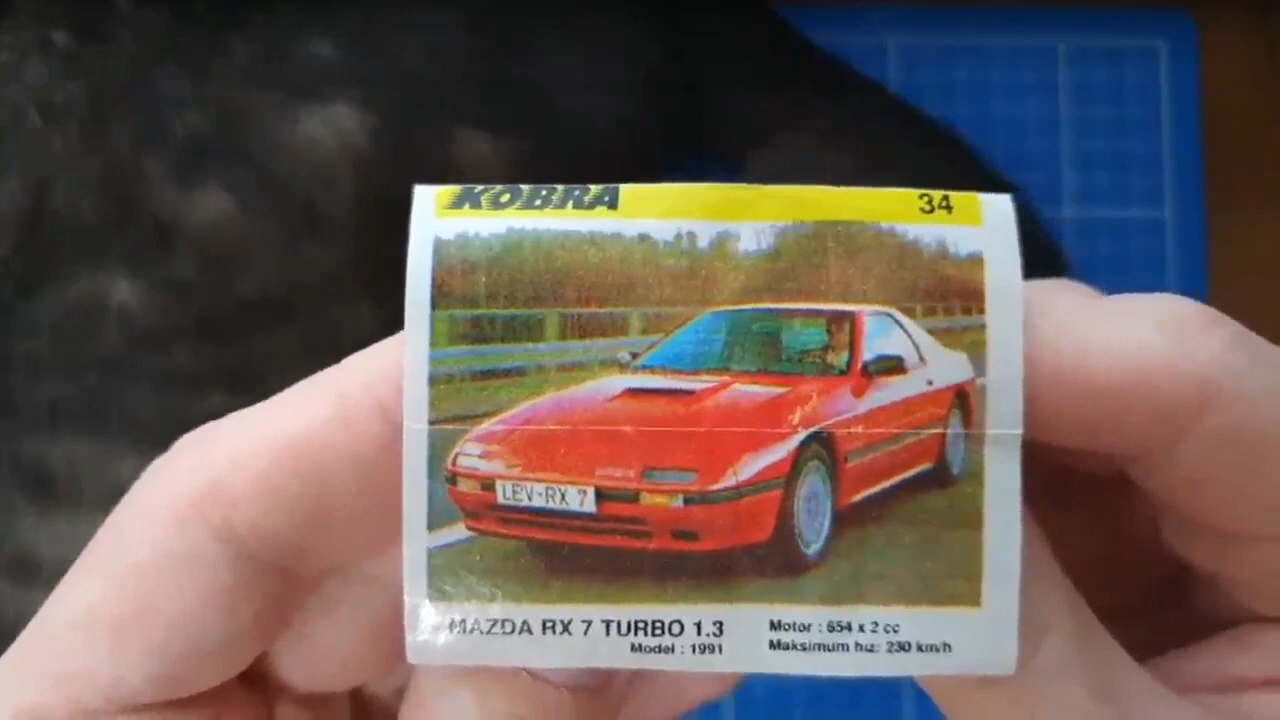 KOBRA
34
LEV-RX 7
MAZDA RX 7 TURBO 1.3
Model : 1991
Motor : 654 x 2 cc
Maksimum hız: 230 km/h